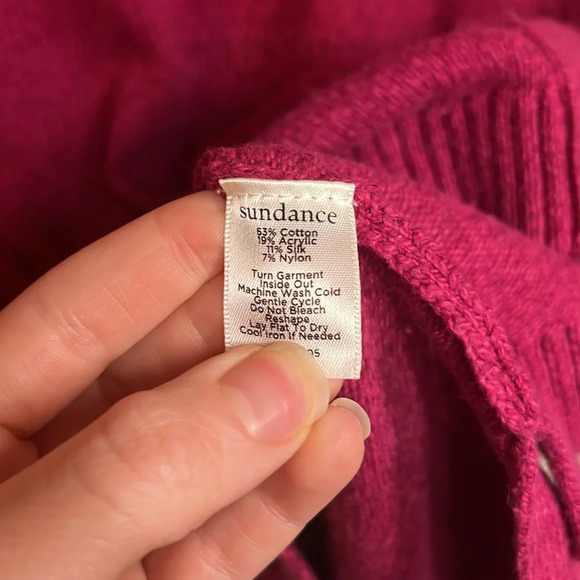 sundance
63% Cotton
19% Acrylic
11% Silk
7% Nylon
Turn Garment
Inside Out
Machine Wash Cold
Gentle Cycle
Do Not Bleach
Reshape
Lay Flat To Dry
Cool Iron If Needed